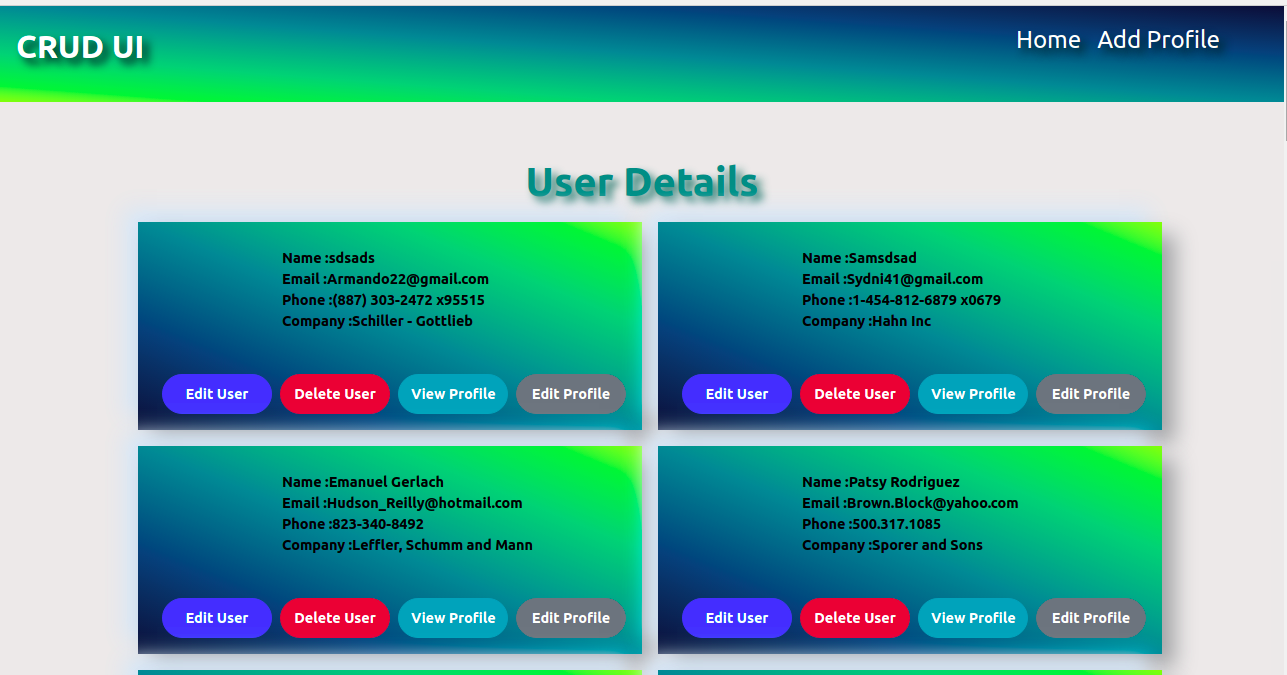 CRUD UI
Home Add Profile
User Details
Name :sdsads
Email :Armando22@gmail.com
Phone :(887) 303-2472 x95515
Company :Schiller - Gottlieb
Edit User Delete User View Profile Edit Profile
Name :Samsdsad
Email :Sydni41@gmail.com
Phone :1-454-812-6879 x0679
Company :Hahn Inc
Edit User Delete User View Profile Edit Profile
Name :Emanuel Gerlach
Email :Hudson_Reilly@hotmail.com
Phone :823-340-8492
Company :Leffler, Schumm and Mann
Edit User Delete User View Profile Edit Profile
Name :Patsy Rodriguez
Email :Brown.Block@yahoo.com
Phone :500.317.1085
Company :Sporer and Sons
Edit User Delete User View Profile Edit Profile